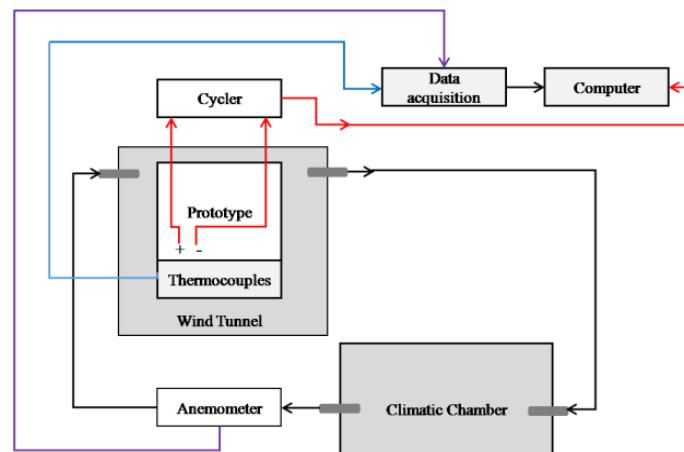 Data
acquisition
Computer
Cycler
Prototype
+ -
Thermocouples
Wind Tunnel
Anemometer
Climatic Chamber